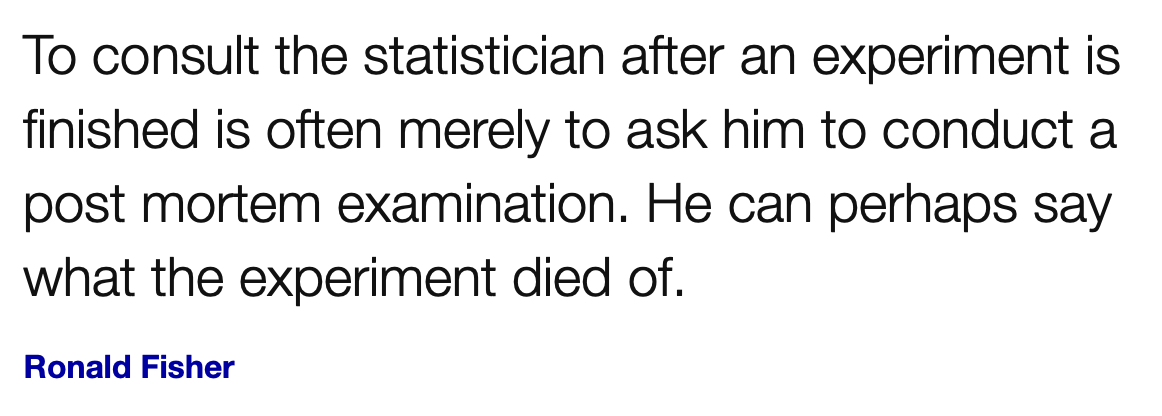 To consult the statistician after an experiment is
finished is often merely to ask him to conduct a
post mortem examination. He can perhaps say
what the experiment died of.
Ronald Fisher